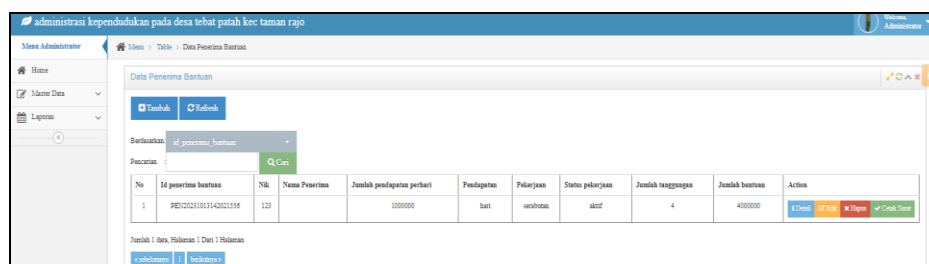 administrasi kependudukan pada desa tebat patah kec taman rajo
Welcome,
Administrator
Menu Administrator
Menu > Table > Data Penerima Bantuan
Home
Master Data
Laporan
Data Penerima Bantuan
Tambah Refresh
Berdasarkan: id_penerima_bantuan
Pencarian : Cari
No Id penerima bantuan Nik Nama Penerima Jumlah pendapatan perhari Pendapatan Pekerjaan Status pekerjaan Jumlah tanggungan Jumlah bantuan Action
1 PEN20231013142021556 123 1000000 hari serabutan aktif 4 4000000 Detail Edit Hapus Cetak Surat
Jumlah 1 data, Halaman 1 Dari 1 Halaman
« sebelumnya 1 berikutnya »